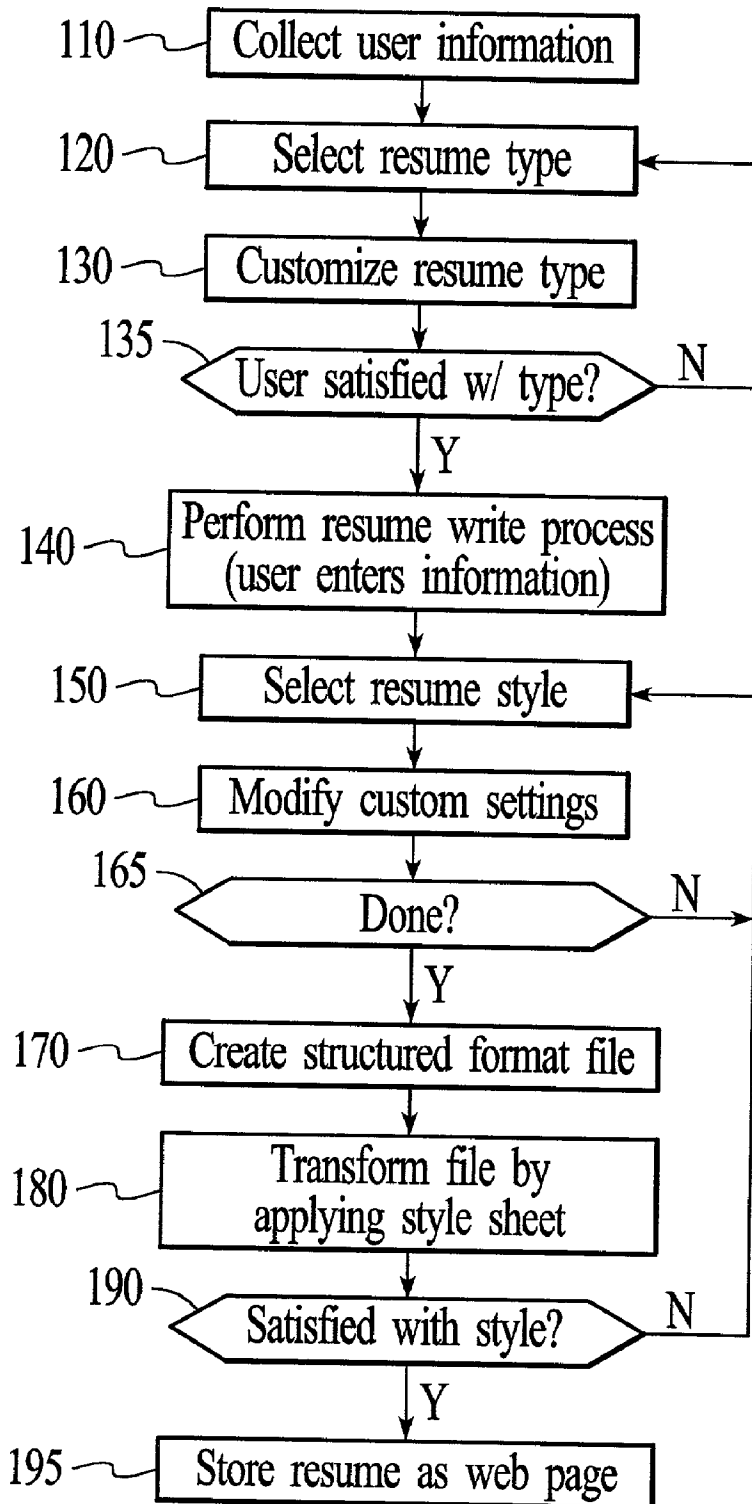 110 Collect user information
120 Select resume type
130 Customize resume type
135
User satisfied w/ type? N
Y
140 Perform resume write process
(user enters information)
150 Select resume style
160 Modify custom settings
165
Done? N
Y
170 Create structured format file
180 Transform file by
applying style sheet
190
Satisfied with style? N
Y
195 Store resume as web page